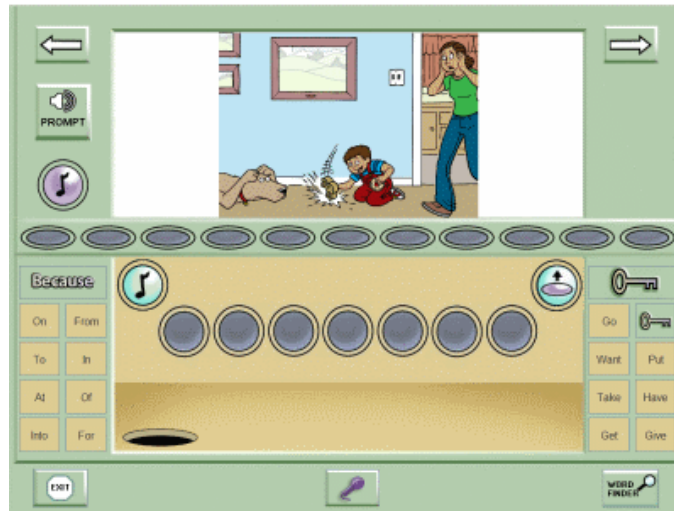 PROMPT
Because
On From
To In
At Of
Into For
Go
Want Put
Take Have
Get Give
EXIT
WORD
FINDER